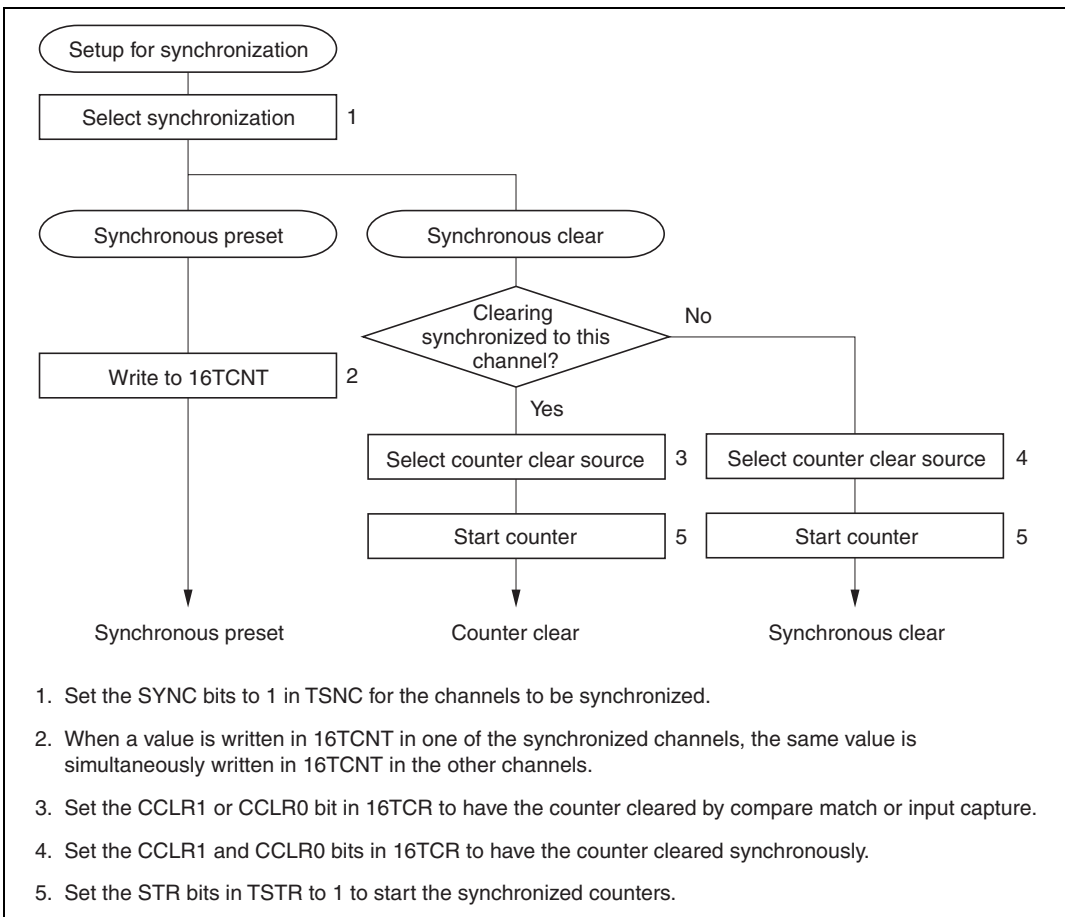 Setup for synchronization
Select synchronization 1
Synchronous preset
Synchronous clear
Clearing
synchronized to this
channel?
No
Write to 16TCNT 2
Yes
Select counter clear source 3
Select counter clear source 4
Start counter 5
Start counter 5
Synchronous preset
Counter clear
Synchronous clear
1. Set the SYNC bits to 1 in TSNC for the channels to be synchronized.
2. When a value is written in 16TCNT in one of the synchronized channels, the same value is
simultaneously written in 16TCNT in the other channels.
3. Set the CCLR1 or CCLR0 bit in 16TCR to have the counter cleared by compare match or input capture.
4. Set the CCLR1 and CCLR0 bits in 16TCR to have the counter cleared synchronously.
5. Set the STR bits in TSTR to 1 to start the synchronized counters.